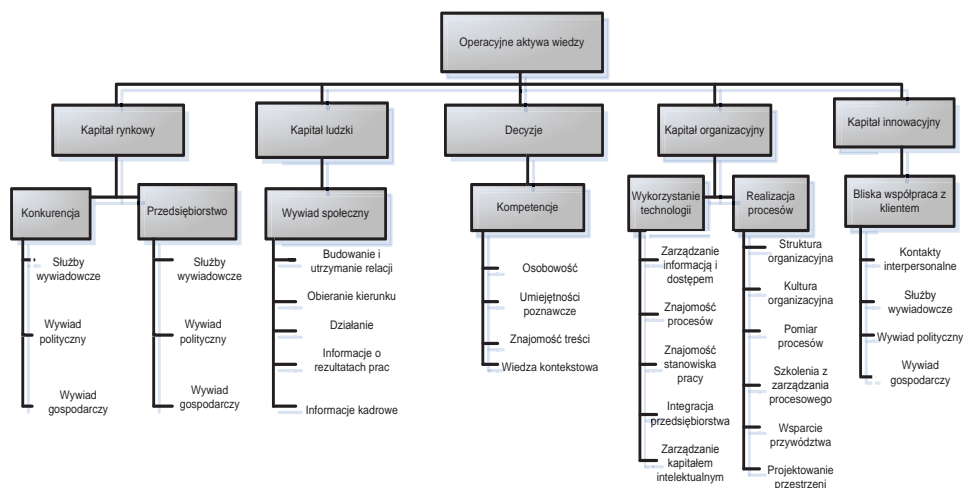 Operacyjne aktywa wiedzy
Kapitał rynkowy
Kapitał ludzki
Decyzje
Kapitał organizacyjny
Kapitał innowacyjny
Konkurencja
Przedsiębiorstwo
Wywiad społeczny
Kompetencje
Wykorzystanie
technologii
Realizacja
procesów
Bliska współpraca z
klientem
Służby
wywiadowcze
Wywiad
polityczny
Wywiad
gospodarczy
Służby
wywiadowcze
Wywiad
polityczny
Wywiad
gospodarczy
Budowanie i
utrzymanie relacji
Obieranie kierunku
Działanie
Informacje o
rezultatach prac
Informacje kadrowe
Osobowość
Umiejętności
poznawcze
Znajomość treści
Wiedza kontekstowa
Zarządzanie
informacją i
dostępem
Znajomość
procesów
Znajomość
stanowiska
pracy
Integracja
przedsiębiorstwa
Zarządzanie
kapitałem
intelektualnym
Struktura
organizacyjna
Kultura
organizacyjna
Pomiar
procesów
Szkolenia z
zarządzania
procesowego
Wsparcie
przywództwa
Projektowanie
przestrzeni
Kontakty
interpersonalne
Służby
wywiadowcze
Wywiad polityczny
Wywiad
gospodarczy